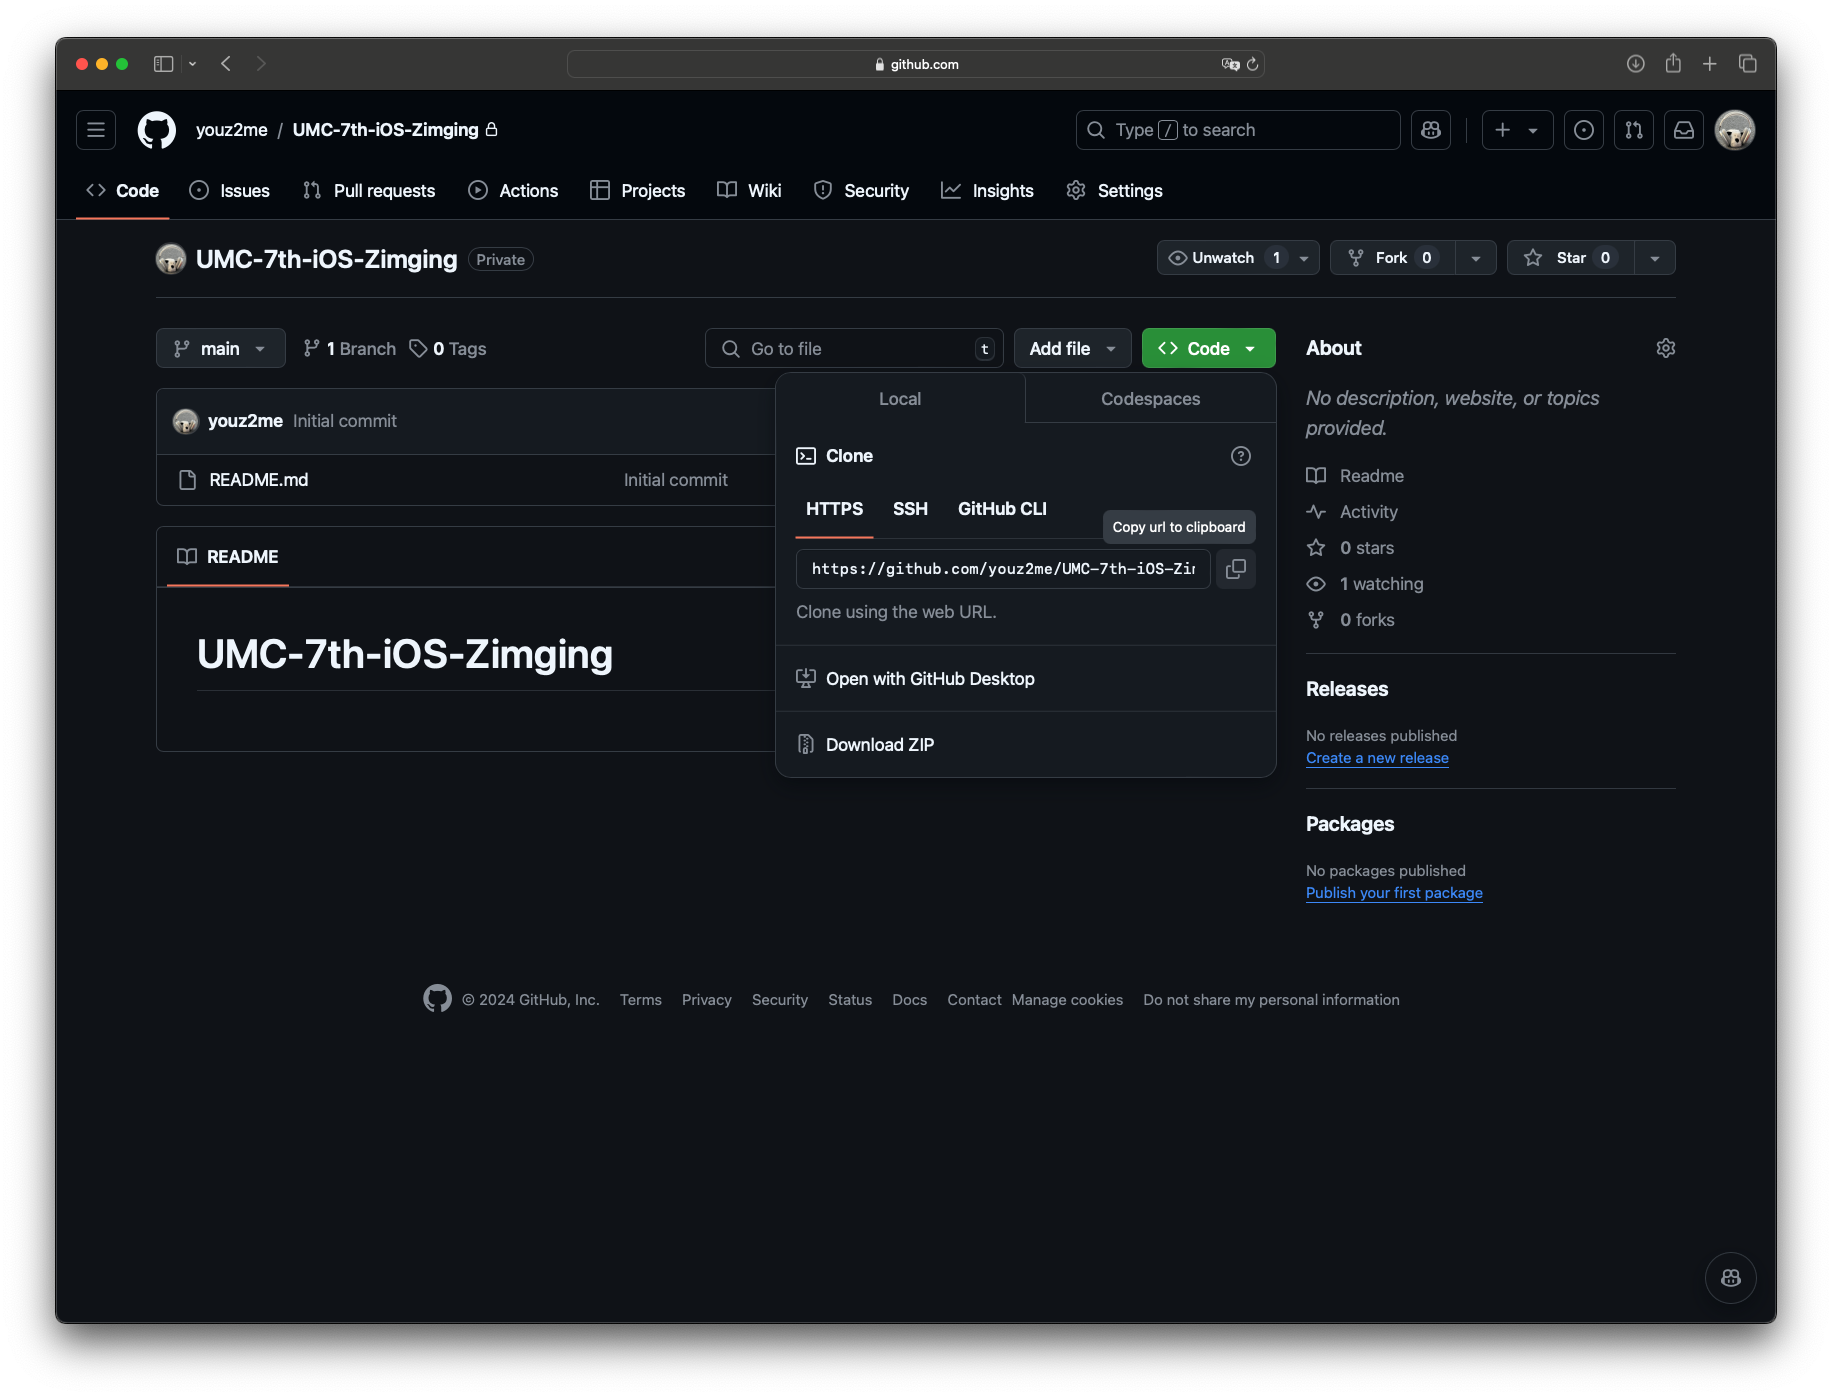 github.com
youz2me / UMC-7th-iOS-Zimging
Type / to search
Code Issues Pull requests Actions Projects Wiki Security Insights Settings
UMC-7th-iOS-Zimging Private
Unwatch 1 Fork 0 Star 0
main 1 Branch 0 Tags
Go to file t Add file Code
youz2me Initial commit
README.md Initial commit
README
UMC-7th-iOS-Zimging
Local Codespaces
Clone
HTTPS SSH GitHub CLI
Copy url to clipboard
https://github.com/youz2me/UMC-7th-iOS-Zi
Clone using the web URL.
Open with GitHub Desktop
Download ZIP
About
No description, website, or topics
provided.
Readme
Activity
0 stars
1 watching
0 forks
Releases
No releases published
Create a new release
Packages
No packages published
Publish your first package
© 2024 GitHub, Inc. Terms Privacy Security Status Docs Contact Manage cookies Do not share my personal information